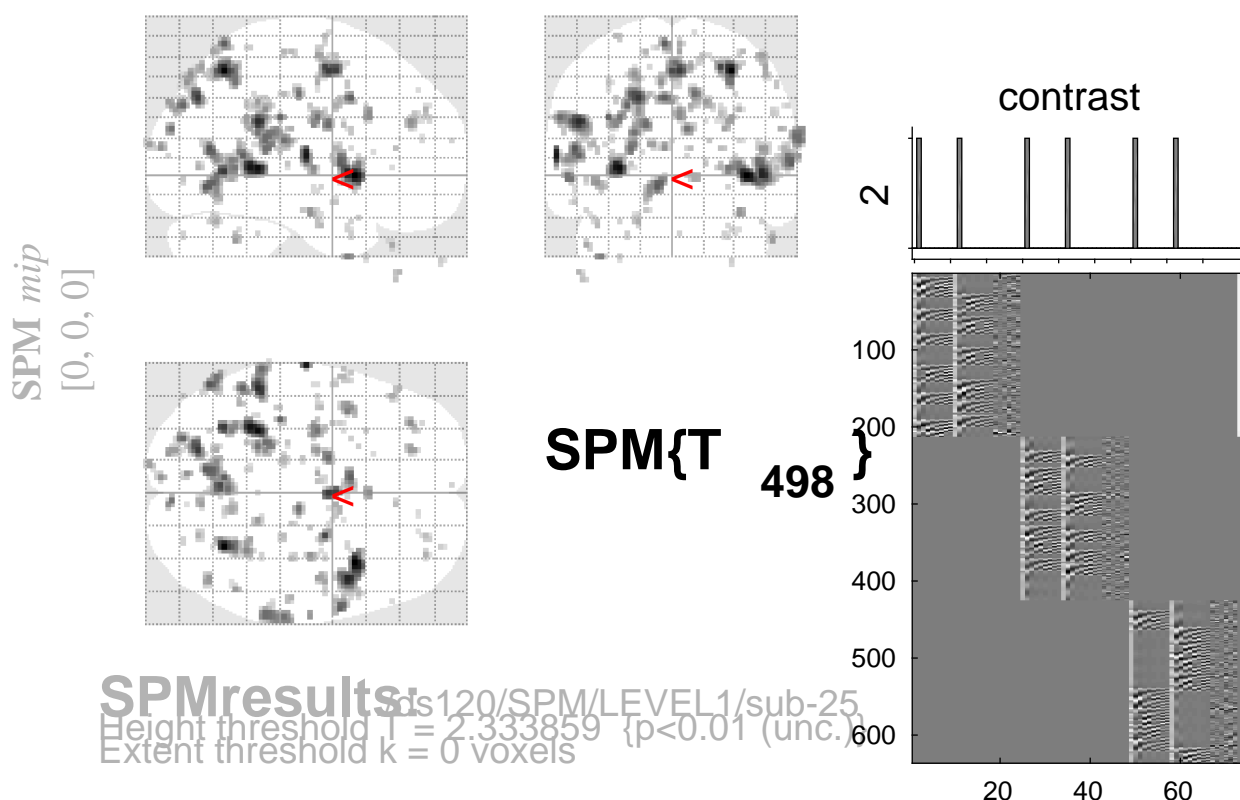 SPM mip
[0, 0, 0]
<
<
<
SPM{T498}
contrast
2
100
200
300
400
500
600
20 40 60
SPMresults: /ds120/SPM/LEVEL1/sub-25
Height threshold T = 2.333859 {p<0.01 (unc.)}
Extent threshold k = 0 voxels